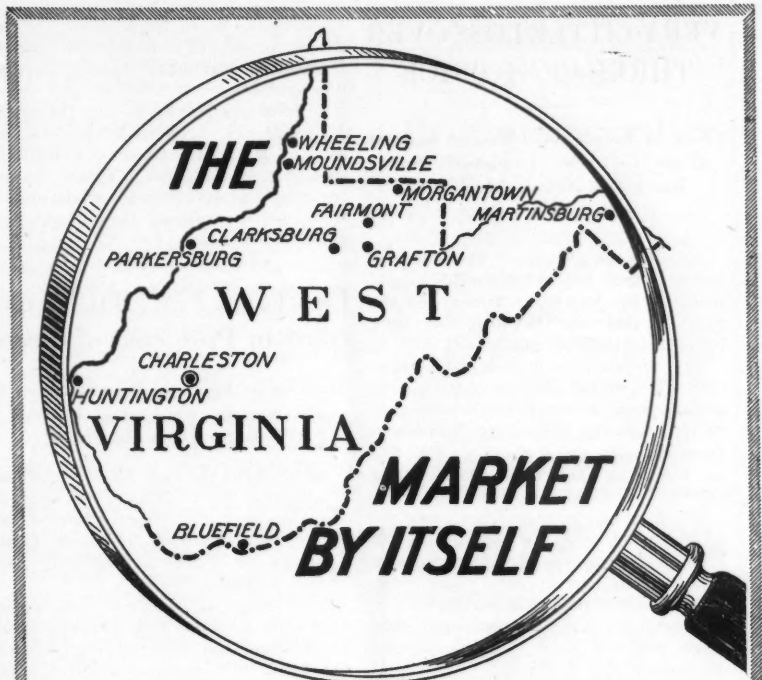 THE
WHEELING
MOUNDSVILLE
MORGANTOWN
FAIRMONT
MARTINSBURG
CLARKSBURG
PARKERSBURG
GRAFTON
WEST
CHARLESTON
HUNTINGTON
VIRGINIA
MARKET
BLUEFIELD
BY ITSELF